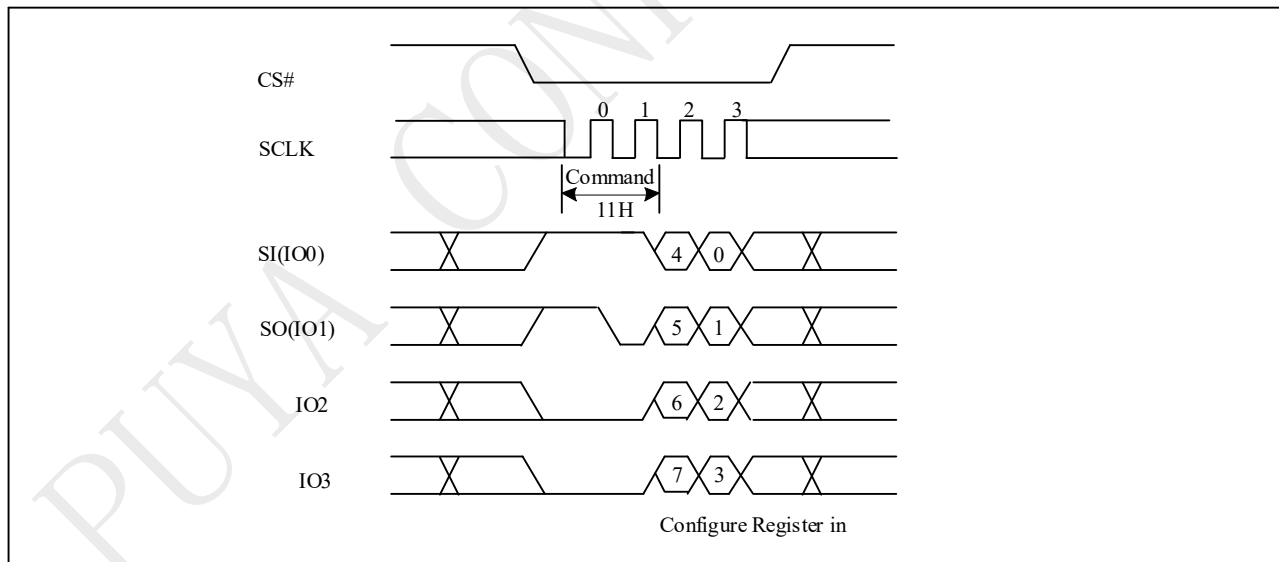 CS#
0 1 2 3
SCLK
Command
11H
SI(IO0)
4 0
SO(IO1)
5 1
IO2
6 2
IO3
7 3
Configure Register in
PUYA CONF